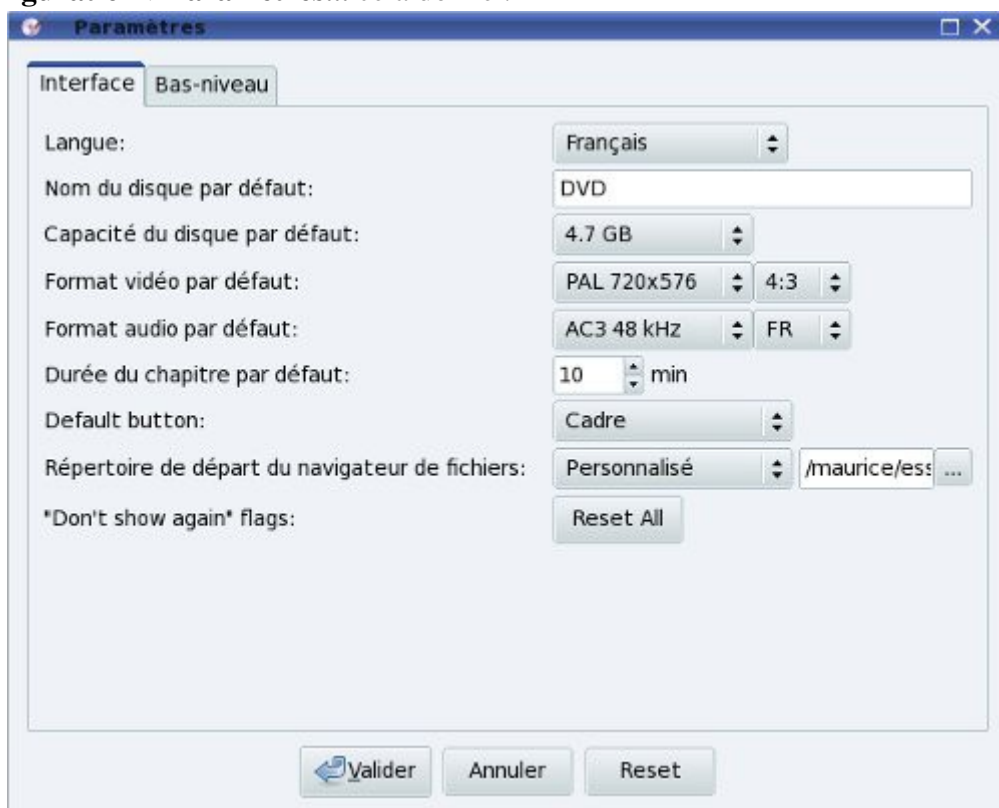 Paramètres
Interface Bas-niveau
Langue: Français
Nom du disque par défaut: DVD
Capacité du disque par défaut: 4.7 GB
Format vidéo par défaut: PAL 720x576 4:3
Format audio par défaut: AC3 48 kHz FR
Durée du chapitre par défaut: 10 min
Default button: Cadre
Répertoire de départ du navigateur de fichiers: Personnalisé /maurice/ess ...
"Don't show again" flags: Reset All
Valider Annuler Reset